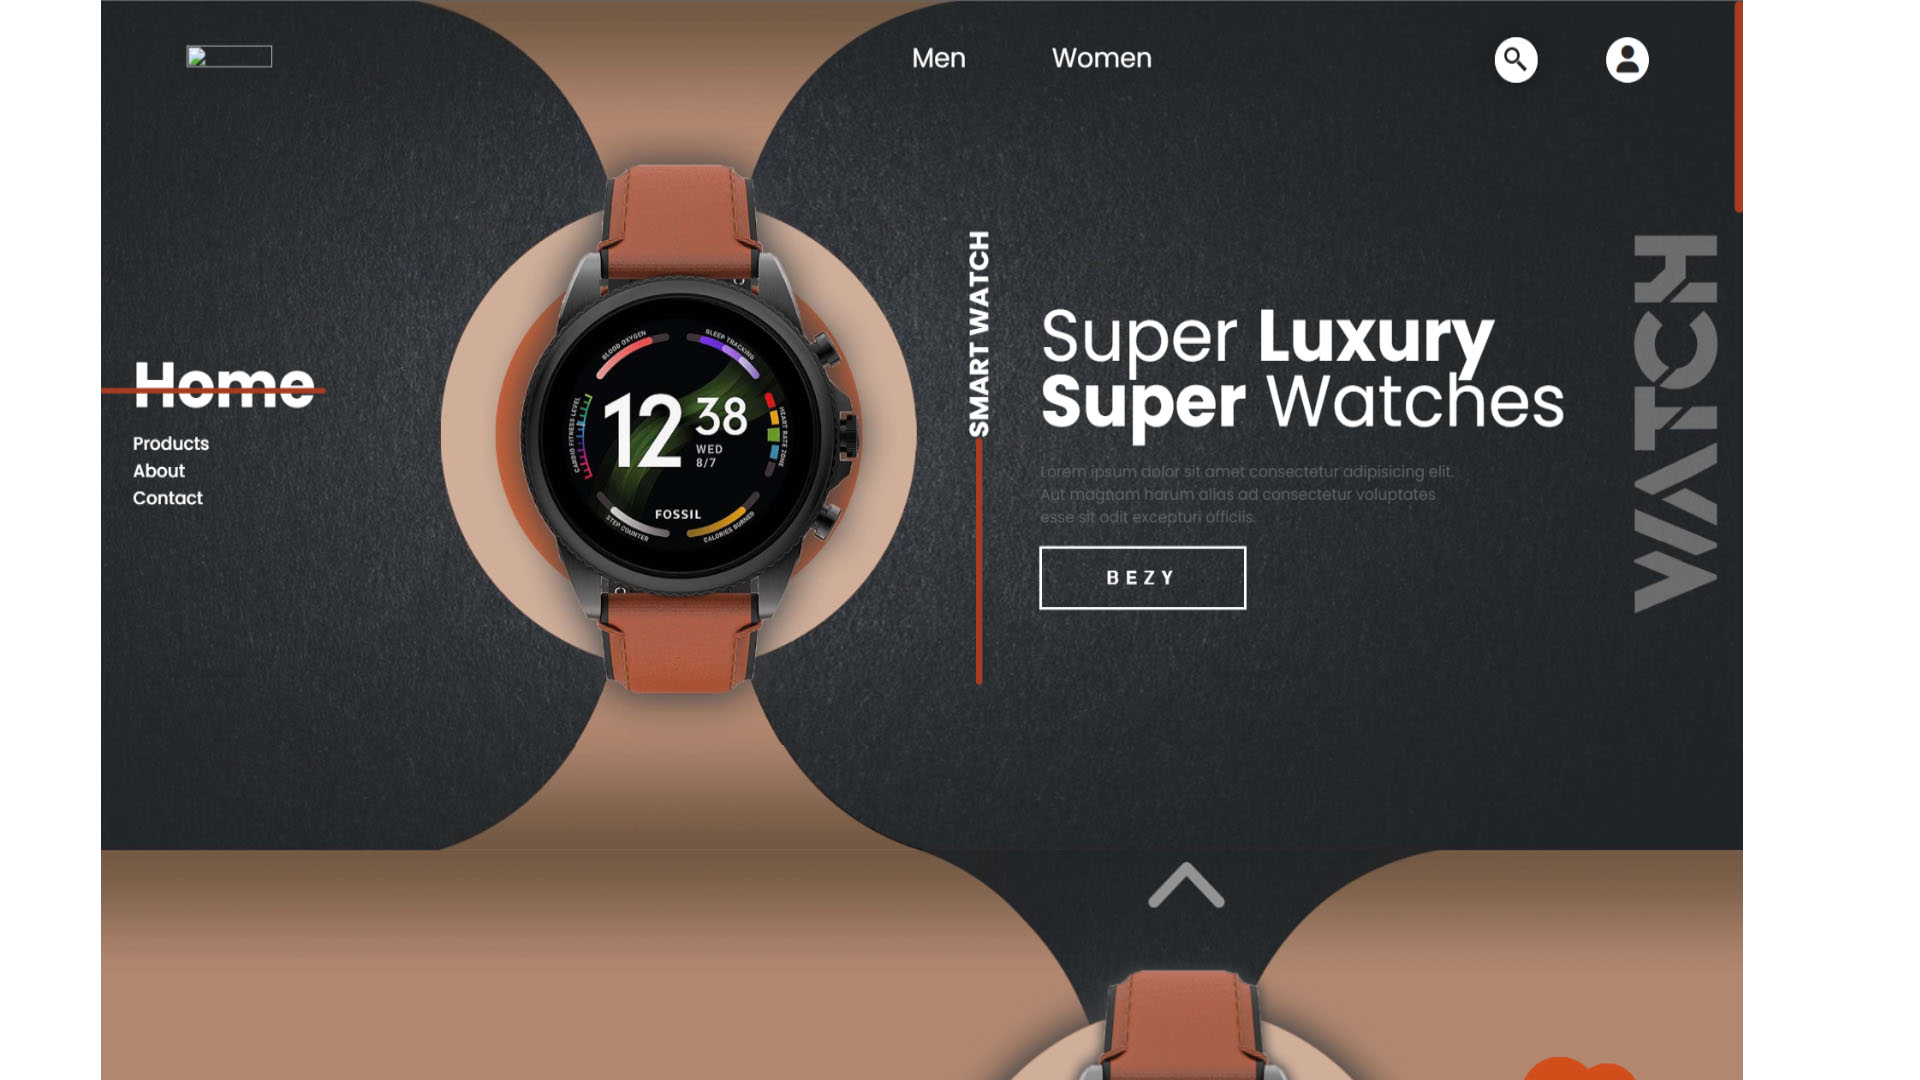 Men
Women
Home
Products
About
Contact
BLOOD OXYGEN
SLEEP TRACKING
CARDIO FITNESS LEVEL
HEART RATE ZONE
12 38
WED
8/7
FOSSIL
STEP COUNTER
CALORIES BURNED
SMART WATCH
Super Luxury
Super Watches
Lorem ipsum dolor sit amet consectetur adipisicing elit.
Aut magnam harum alias ad consectetur voluptates
esse sit odit excepturi officiis.
BEZY
WATCH